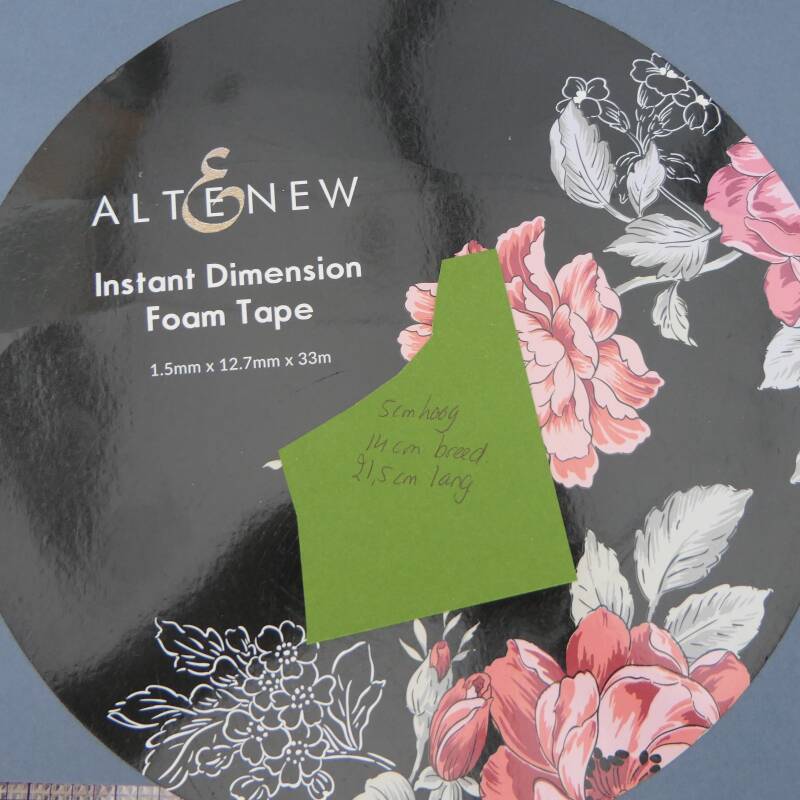 ALTENEW
Instant Dimension
Foam Tape
1.5mm x 12.7mm x 33m
5cm hoog
14 cm breed.
21,5 cm lang